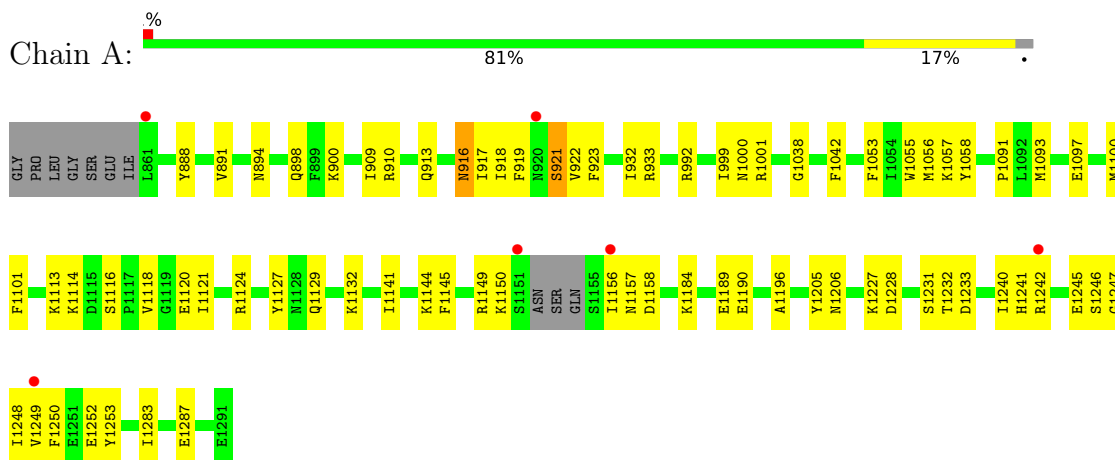 .%
Chain A:
81% 17% •
GLY PRO LEU GLY SER GLU ILE L861 Y888 V891 N894 Q898 F899 K900 I909 R910 Q913 N916 I917 I918 F919 N920 S921 V922 F923 I932 R933 R992 I999 N1000 R1001 G1038 F1042 F1053 I1054 W1055 M1056 K1057 Y1058 P1091 L1092 M1093 E1097
F1101 K1113 K1114 D1115 S1116 P1117 V1118 G1119 E1120 I1121 R1124 Y1127 N1128 Q1129 K1132 I1141 K1144 F1145 R1149 K1150 S1151 ASN SER GLN S1155 I1156 N1157 D1158 K1184 E1189 E1190 A1196 Y1205 N1206 K1227 D1228 S1231 T1232 D1233 I1240 H1241 R1242 E1245 S1246
I1248 V1249 F1250 E1251 E1252 Y1253 I1283 E1287 E1291